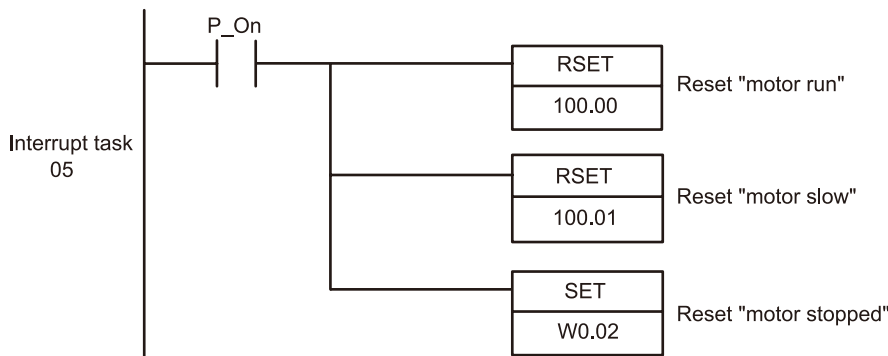 P_On
RSET
100.00
Reset "motor run"
Interrupt task
05
RSET
100.01
Reset "motor slow"
SET
W0.02
Reset "motor stopped"